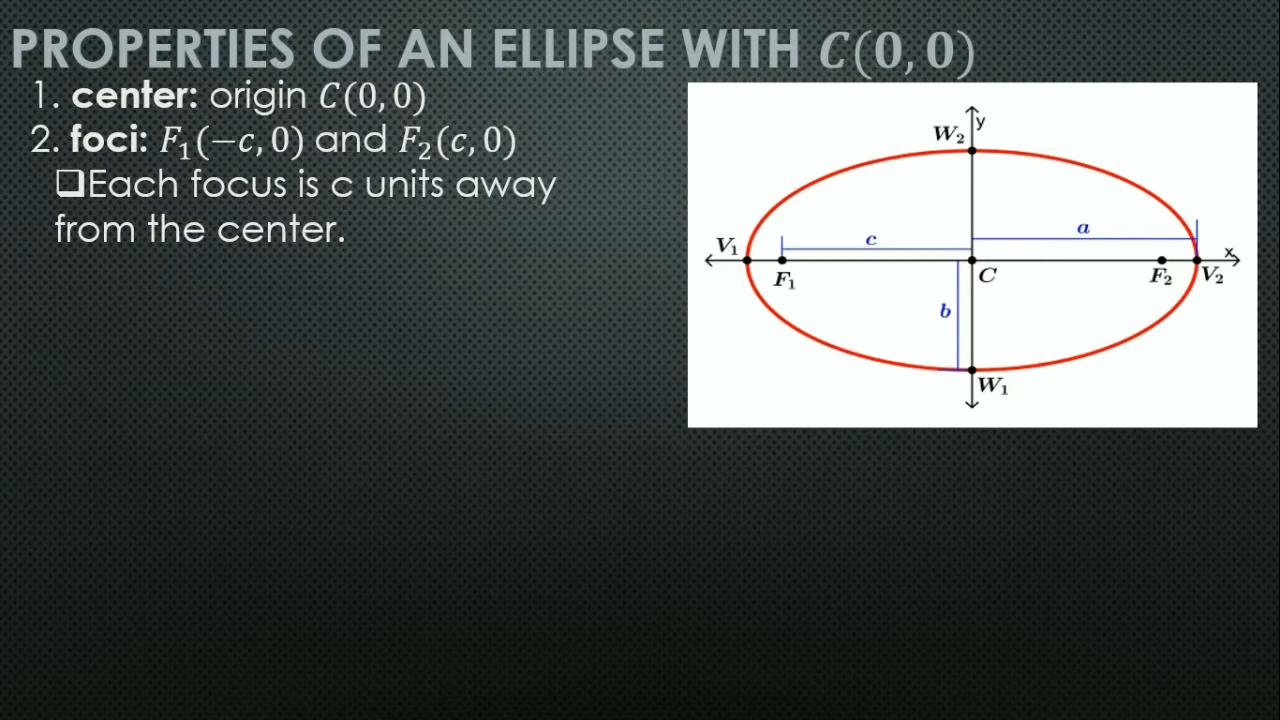 PROPERTIES OF AN ELLIPSE WITH C(0, 0)
1. center: origin C(0, 0)
2. foci: F₁(−c, 0) and F₂(c, 0)
❑Each focus is c units away
from the center.
y
W₂
a
c
V₁
x
F₁
C
F₂
V₂
b
W₁